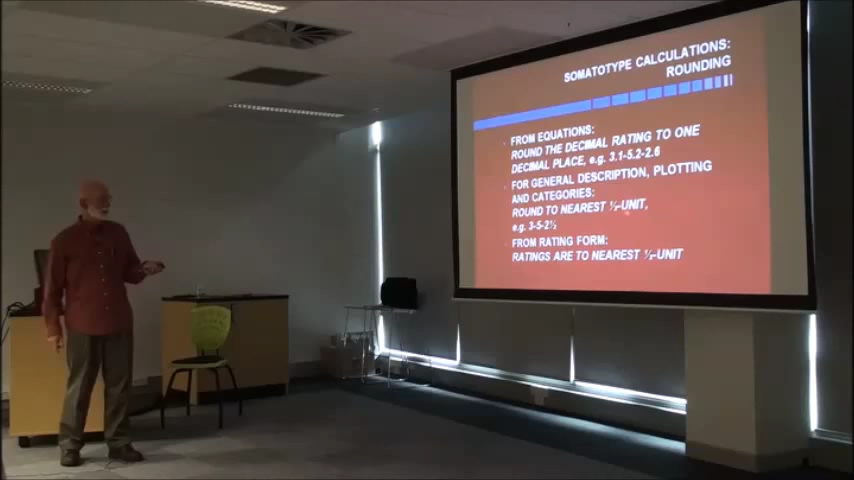 SOMATOTYPE CALCULATIONS:
ROUNDING
FROM EQUATIONS:
ROUND THE DECIMAL RATING TO ONE
DECIMAL PLACE, e.g. 3.1-5.2-2.6
FOR GENERAL DESCRIPTION, PLOTTING
AND CATEGORIES:
ROUND TO NEAREST ½-UNIT,
e.g. 3-5-2½
FROM RATING FORM:
RATINGS ARE TO NEAREST ½-UNIT